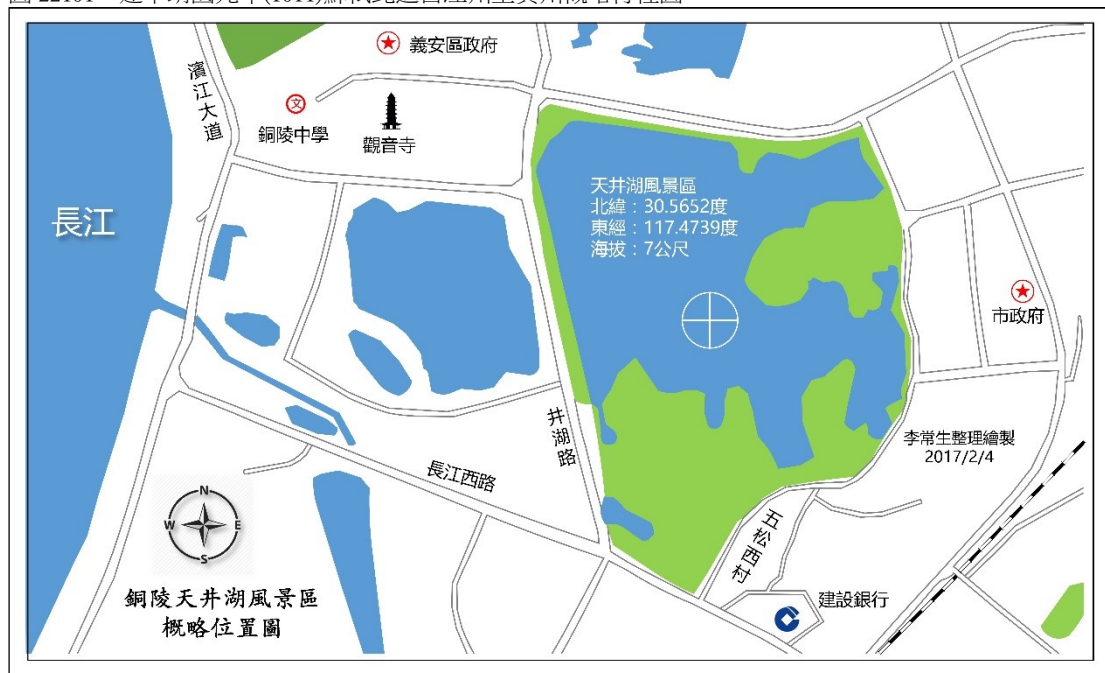 義安區政府
濱江大道
文
銅陵中學
觀音寺
天井湖風景區
北緯：30.5652度
東經：117.4739度
海拔：7公尺
長江
市政府
井湖路
李常生整理繪製
2017/2/4
長江西路
五松西村
N
W E
S
建設銀行
銅陵天井湖風景區
概略位置圖